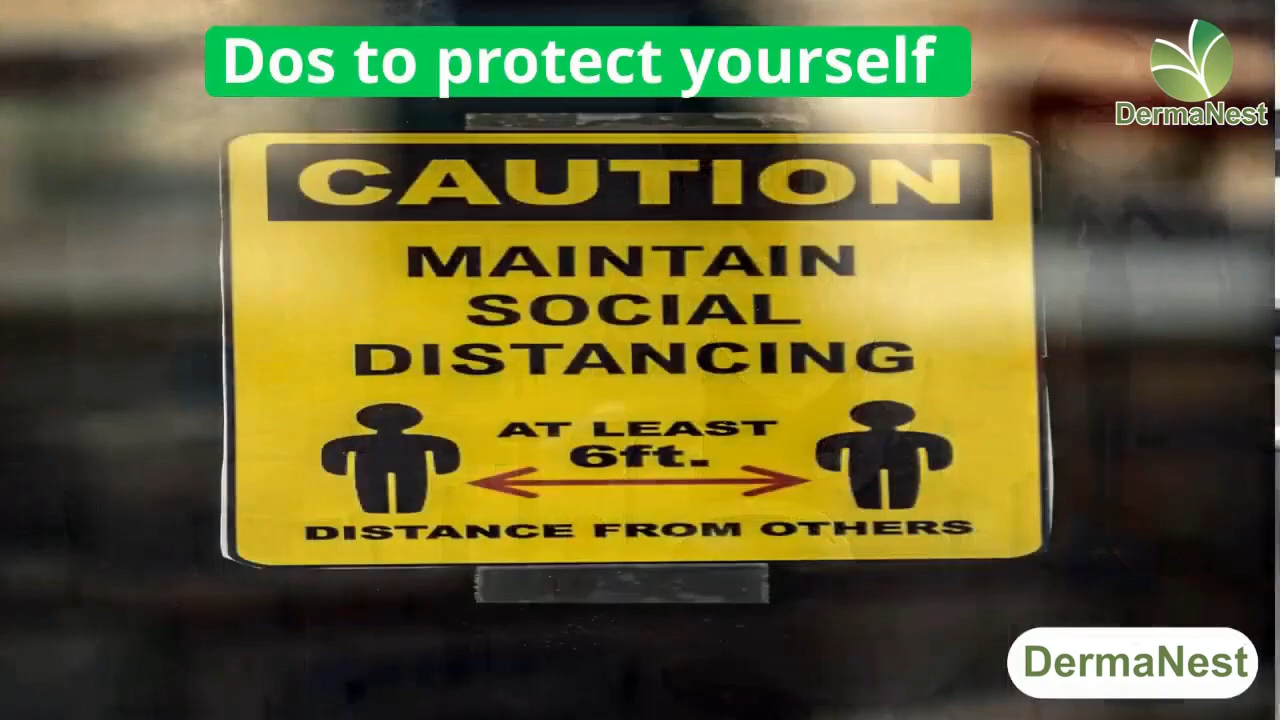 Dos to protect yourself
DermaNest
CAUTION
MAINTAIN
SOCIAL
DISTANCING
AT LEAST
6ft.
DISTANCE FROM OTHERS
DermaNest